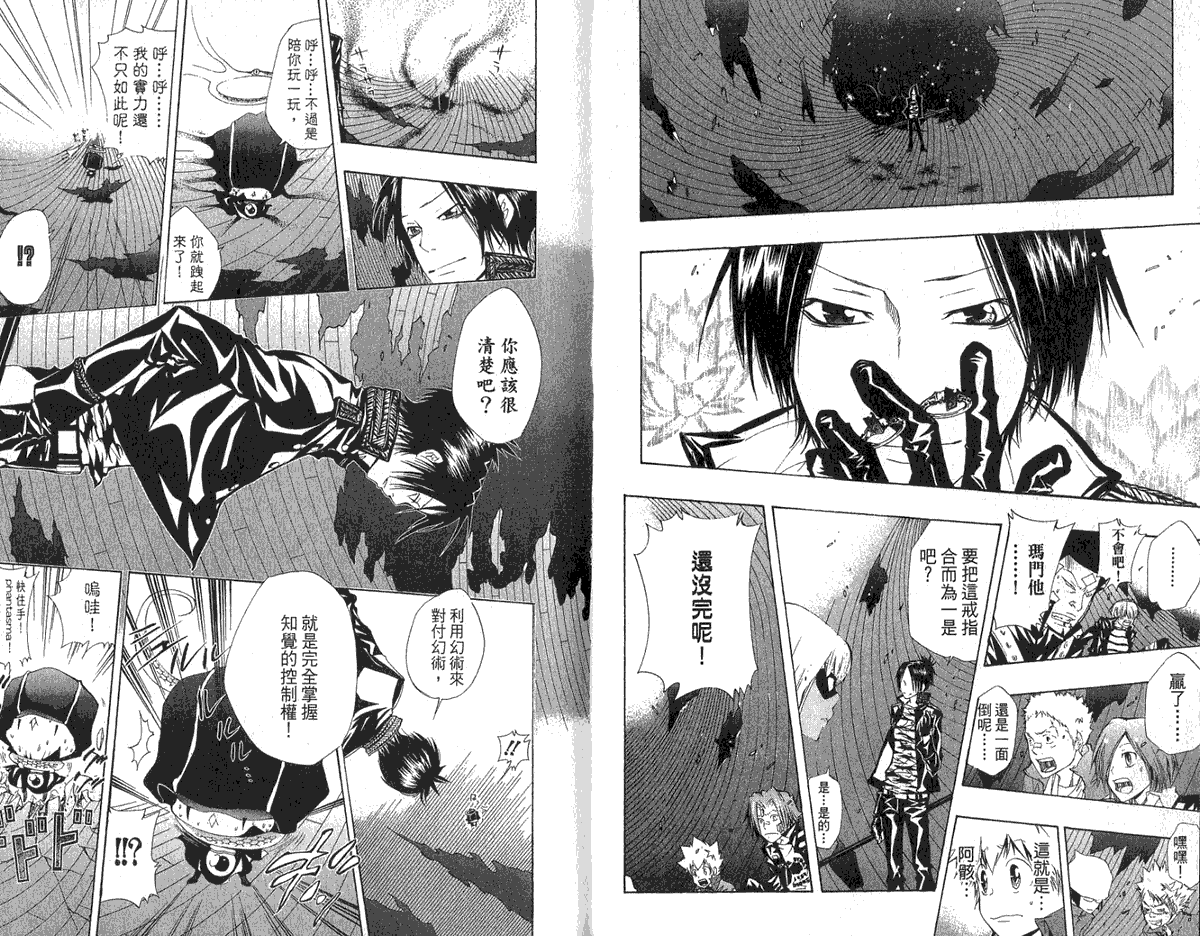 ………
不會吧！
瑪門他
………
贏了……
還是一面
倒呢……
嘿嘿！
這就是…
阿骸…
要把這戒指
合而為一是
吧？
是…是的…
還沒完呢！
呼…呼…不過是
陪你玩一玩，
你就跩起
來了！
呼…呼……
我的實力還
不只如此呢！
!?
你應該很
清楚吧？
利用幻術來
對付幻術，
!!
就是完全掌握
知覺的控制權！
!!?
嗚哇！
快住手！
phantasma！
ドドド